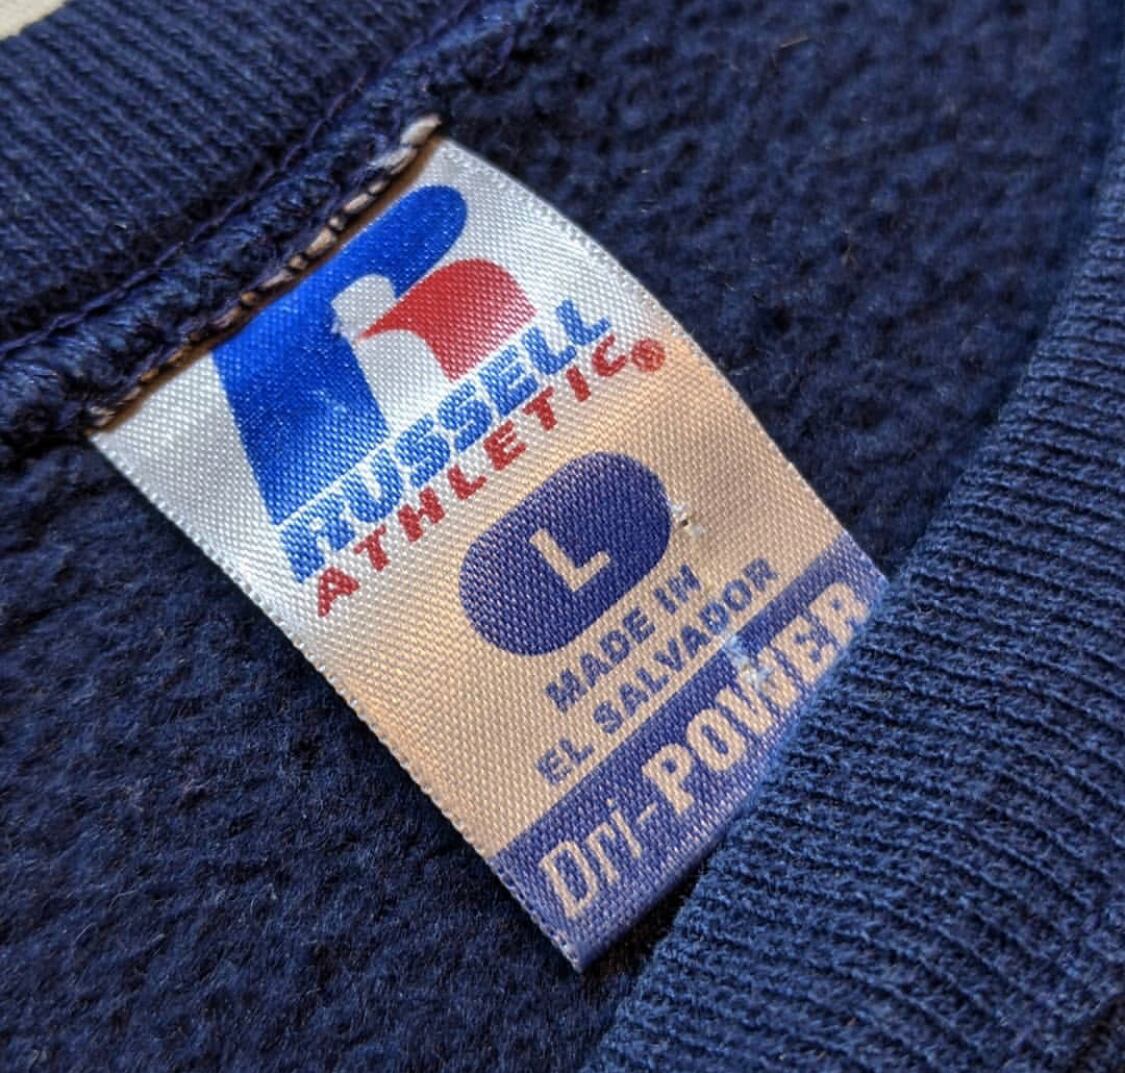 RUSSELL
ATHLETIC®
L
MADE IN
EL SALVADOR
Dri-POWER